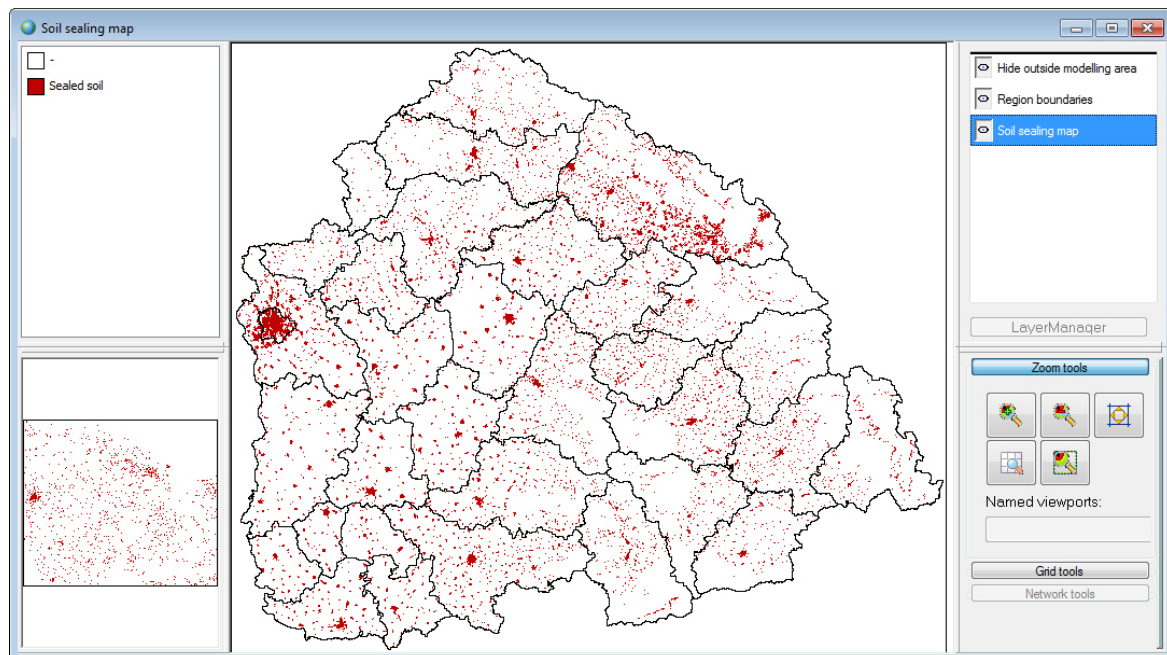 Soil sealing map
-
Sealed soil
Hide outside modelling area
Region boundaries
Soil sealing map
LayerManager
Zoom tools
Named viewports:
Grid tools
Network tools